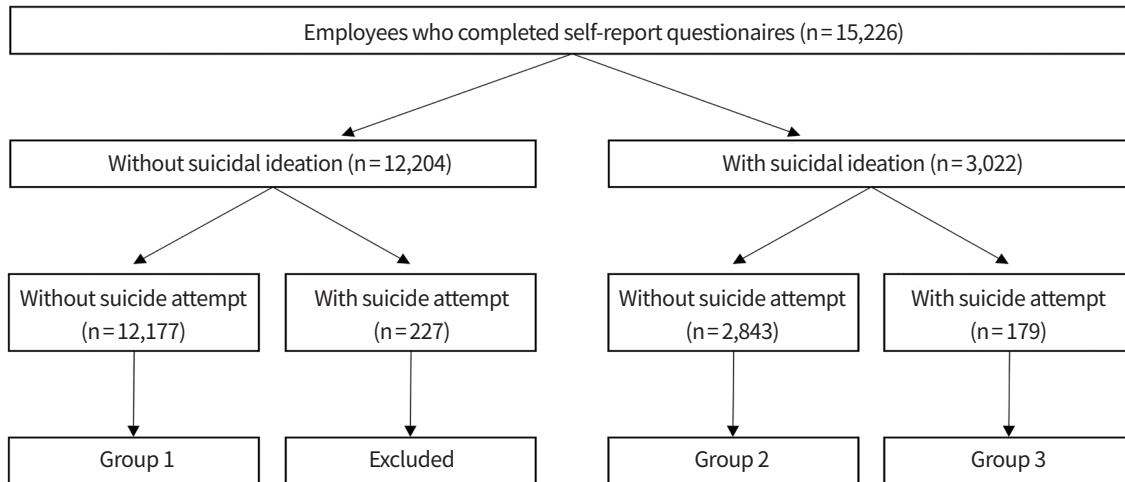 Employees who completed self-report questionaires (n=15,226)
Without suicidal ideation (n=12,204)
With suicidal ideation (n=3,022)
Without suicide attempt
(n=12,177)
With suicide attempt
(n=227)
Without suicide attempt
(n=2,843)
With suicide attempt
(n=179)
Group 1
Excluded
Group 2
Group 3